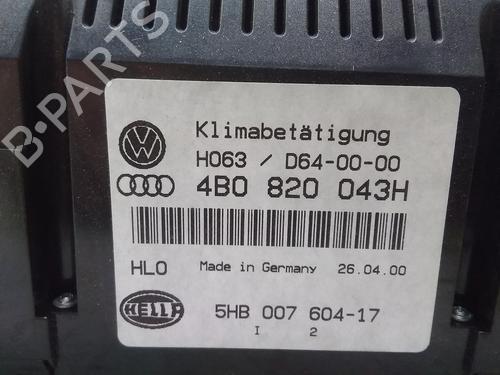 B-PARTS
Klimabetätigung
H063 / D64-00-00
4B0 820 043H
HL0 Made in Germany 26.04.00
HELLA 5HB 007 604-17
I 2